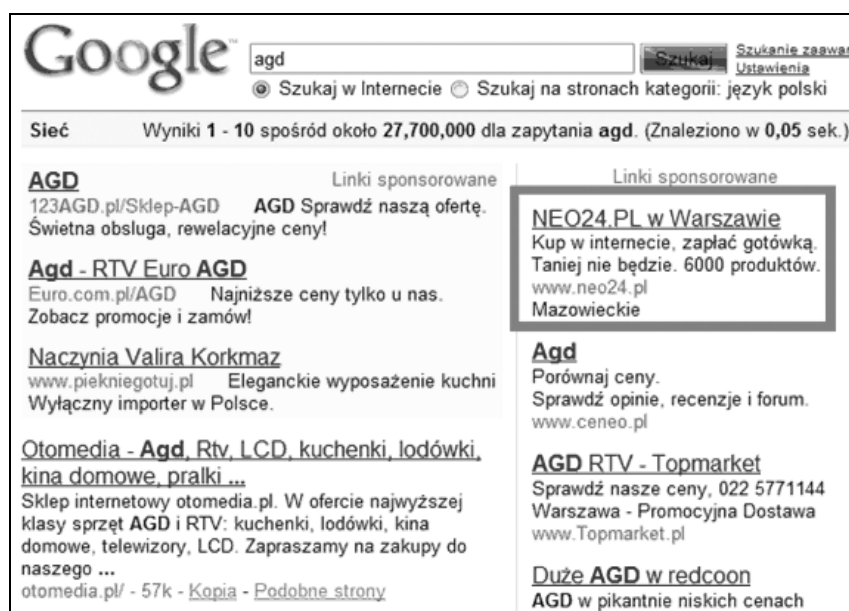 Google™
agd
Szukaj
Szukanie zaawan
Ustawienia
Szukaj w Internecie Szukaj na stronach kategorii: język polski
Sieć Wyniki 1 - 10 spośród około 27,700,000 dla zapytania agd. (Znaleziono w 0,05 sek.)
AGD Linki sponsorowane
123AGD.pl/Sklep-AGD AGD Sprawdź naszą ofertę.
Świetna obsluga, rewelacyjne ceny!
Agd - RTV Euro AGD
Euro.com.pl/AGD Najniższe ceny tylko u nas.
Zobacz promocje i zamów!
Naczynia Valira Korkmaz
www.piekniegotuj.pl Eleganckie wyposażenie kuchni
Wyłączny importer w Polsce.
Otomedia - Agd, Rtv, LCD, kuchenki, lodówki,
kina domowe, pralki ...
Sklep internetowy otomedia.pl. W ofercie najwyższej
klasy sprzęt AGD i RTV: kuchenki, lodówki, kina
domowe, telewizory, LCD. Zapraszamy na zakupy do
naszego ...
otomedia.pl/ - 57k - Kopia - Podobne strony
Linki sponsorowane
NEO24.PL w Warszawie
Kup w internecie, zapłać gotówką.
Taniej nie będzie. 6000 produktów.
www.neo24.pl
Mazowieckie
Agd
Porównaj ceny.
Sprawdź opinie, recenzje i forum.
www.ceneo.pl
AGD RTV - Topmarket
Sprawdź nasze ceny, 022 5771144
Warszawa - Promocyjna Dostawa
www.Topmarket.pl
Duże AGD w redcoon
AGD w pikantnie niskich cenach